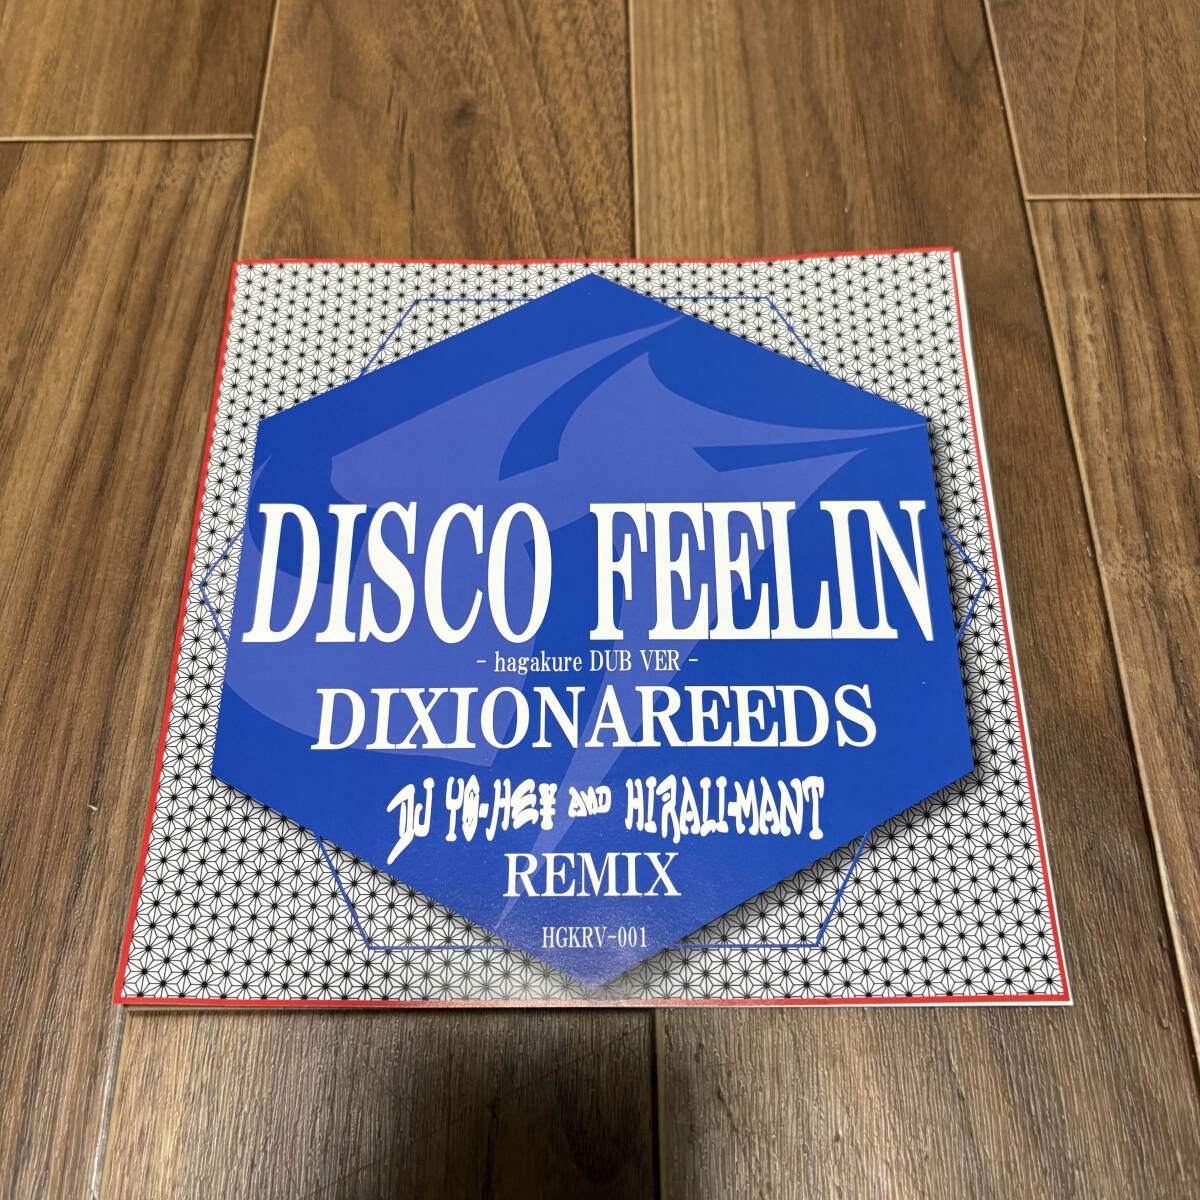 DISCO FEELIN
- hagakure DUB VER -
DIXIONAREEDS
DJ YO-HEY AND HIRALI-MANT
REMIX
HGKRV-001